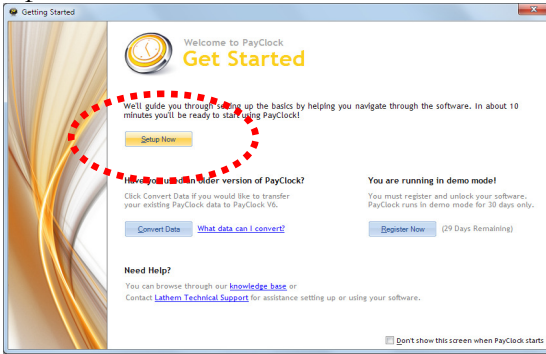 Getting Started
Welcome to PayClock
Get Started
We'll guide you through setting up the basics by helping you navigate through the software. In about 10
minutes you'll be ready to start using PayClock!
Setup Now
Have you used an older version of PayClock?
Click Convert Data if you would like to transfer
your existing PayClock data to PayClock V6.
Convert Data What data can I convert?
You are running in demo mode!
You must register and unlock your software.
PayClock runs in demo mode for 30 days only.
Register Now (29 Days Remaining)
Need Help?
You can browse through our knowledge base or
Contact Lathem Technical Support for assistance setting up or using your software.
Don't show this screen when PayClock starts